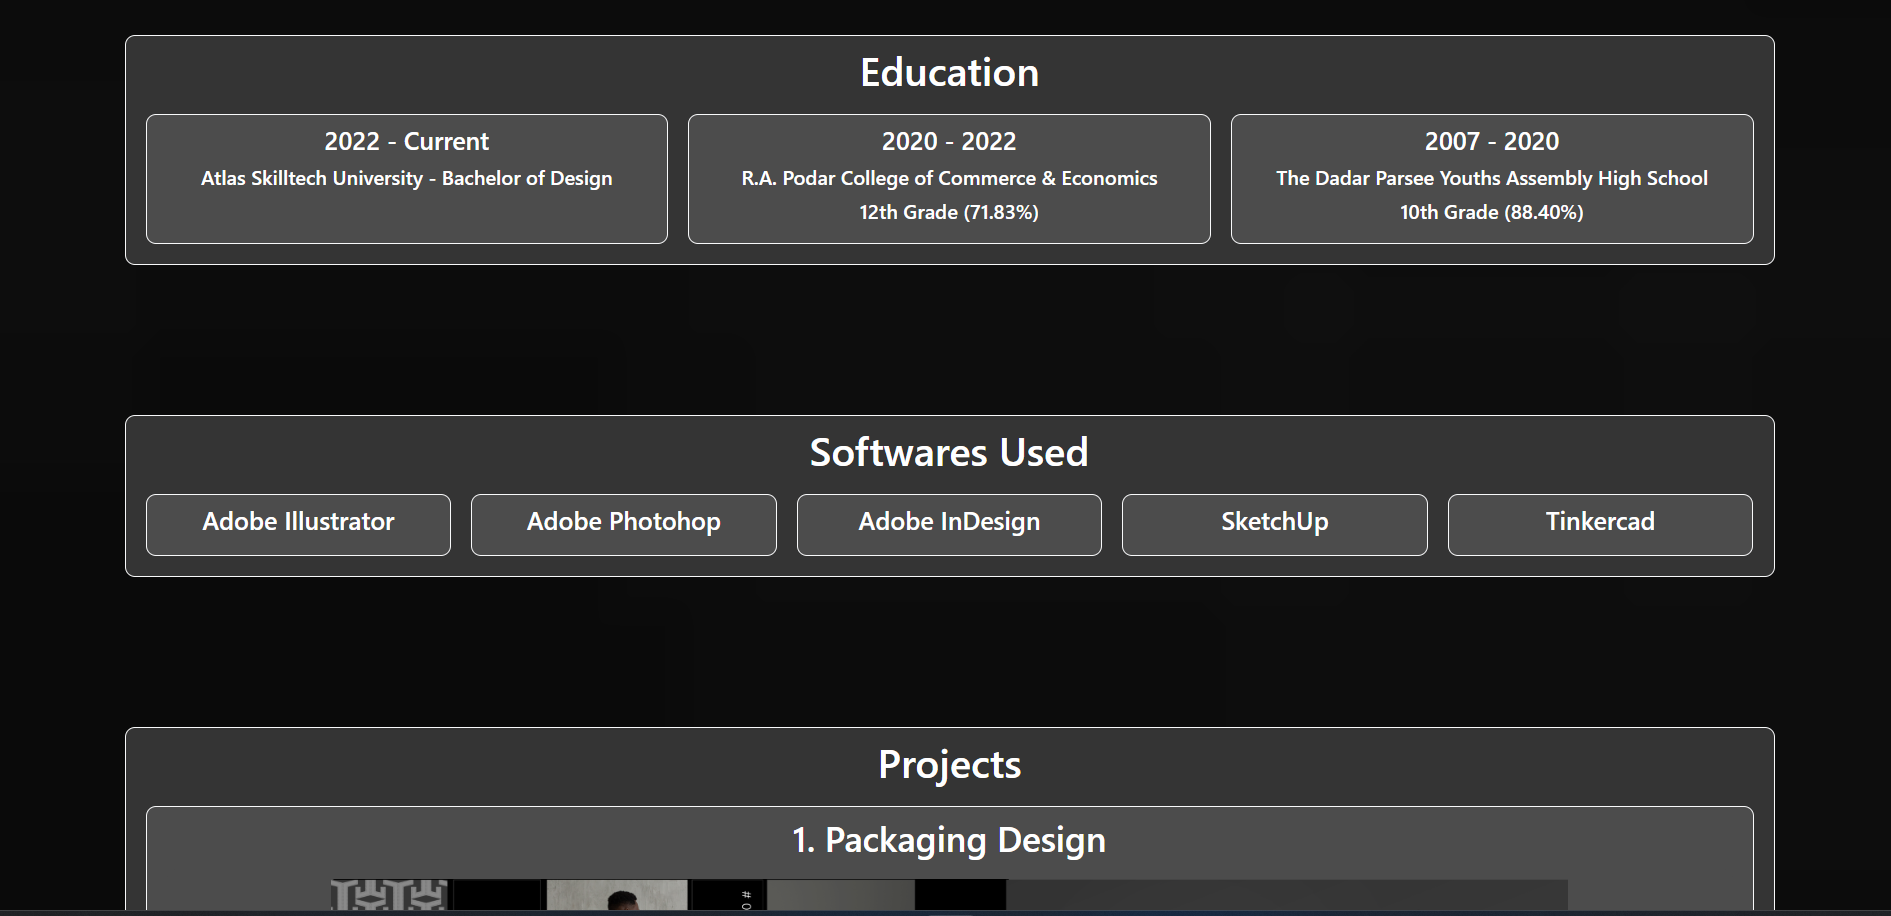 Education
2022 - Current
Atlas Skilltech University - Bachelor of Design
2020 - 2022
R.A. Podar College of Commerce & Economics
12th Grade (71.83%)
2007 - 2020
The Dadar Parsee Youths Assembly High School
10th Grade (88.40%)
Softwares Used
Adobe Illustrator
Adobe Photohop
Adobe InDesign
SketchUp
Tinkercad
Projects
1. Packaging Design